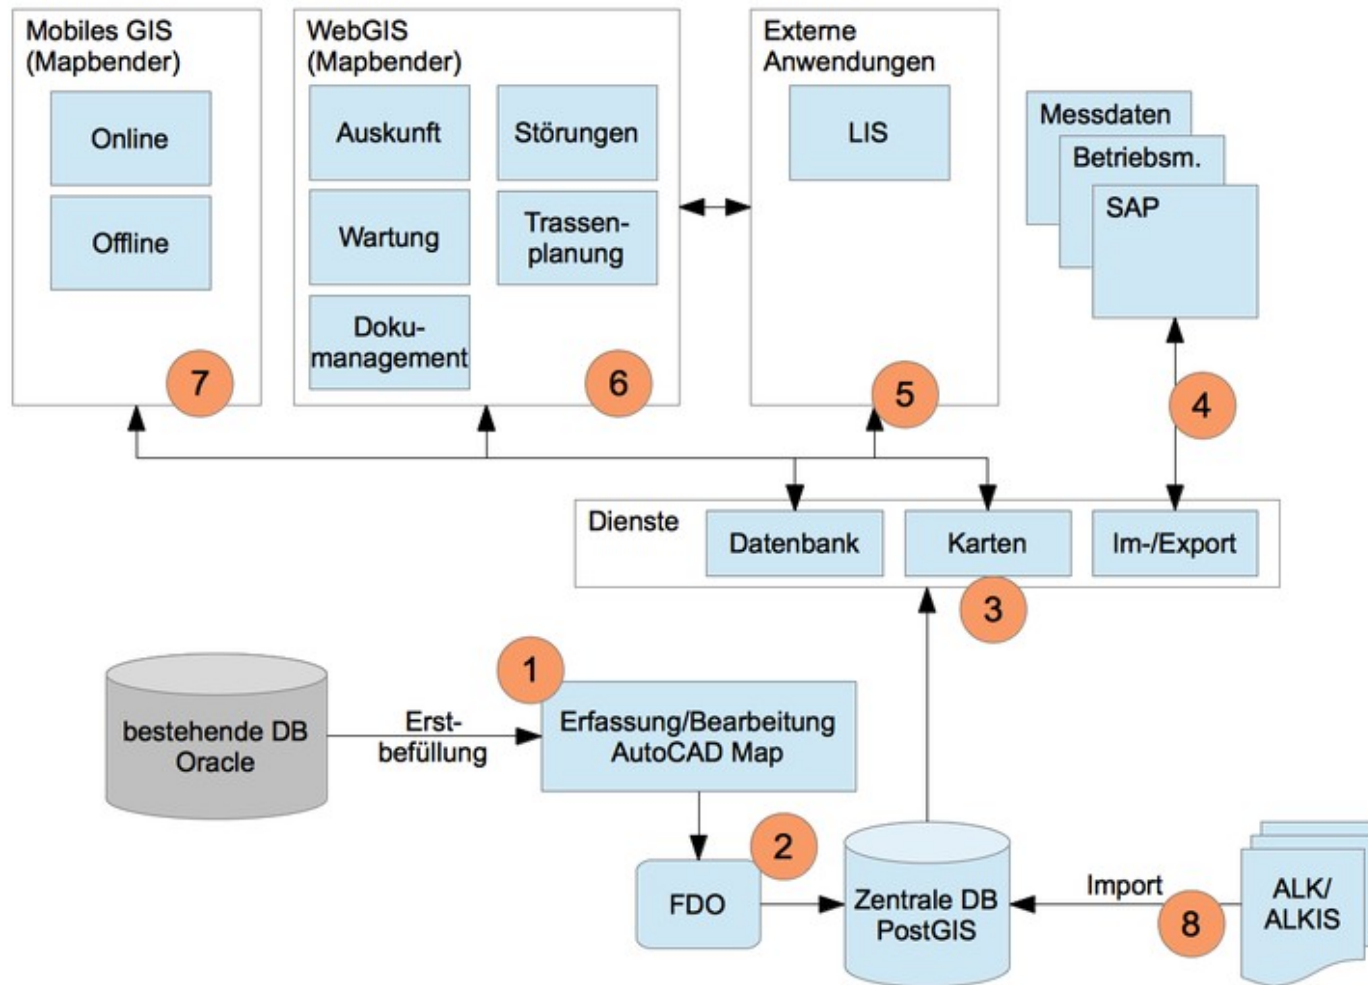 Mobiles GIS
(Mapbender)
Online
Offline
7
WebGIS
(Mapbender)
Auskunft
Störungen
Wartung
Trassen-
planung
Doku-
management
6
Externe
Anwendungen
LIS
5
Messdaten
Betriebsm.
SAP
4
Dienste
Datenbank
Karten
Im-/Export
3
1
bestehende DB
Oracle
Erst-
befüllung
Erfassung/Bearbeitung
AutoCAD Map
2
FDO
Zentrale DB
PostGIS
Import
8
ALK/
ALKIS